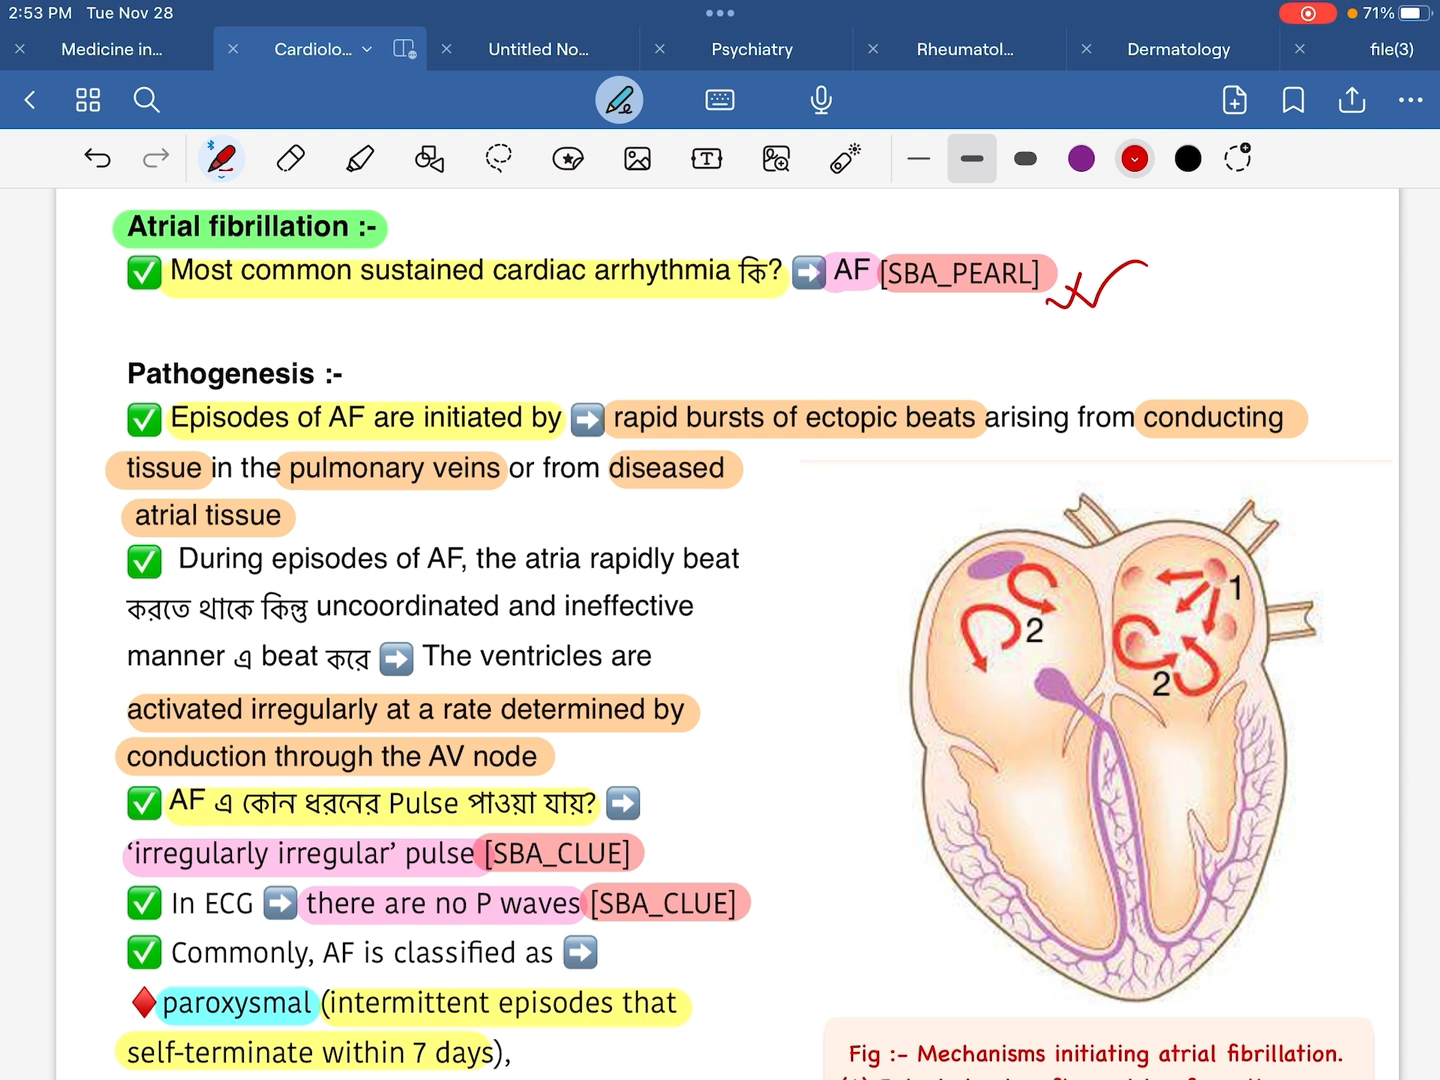 2:53 PM Tue Nov 28
71%
Medicine in...
Cardiolo...
Untitled No...
Psychiatry
Rheumatol...
Dermatology
file(3)
Atrial fibrillation :-
✅ Most common sustained cardiac arrhythmia কি? ➡️ AF [SBA_PEARL]
Pathogenesis :-
✅ Episodes of AF are initiated by ➡️ rapid bursts of ectopic beats arising from conducting
tissue in the pulmonary veins or from diseased
atrial tissue
✅ During episodes of AF, the atria rapidly beat
করতে থাকে কিন্তু uncoordinated and ineffective
manner এ beat করে ➡️ The ventricles are
activated irregularly at a rate determined by
conduction through the AV node
✅ AF এ কোন ধরনের Pulse পাওয়া যায়? ➡️
‘irregularly irregular’ pulse [SBA_CLUE]
✅ In ECG ➡️ there are no P waves [SBA_CLUE]
✅ Commonly, AF is classified as ➡️
♦️ paroxysmal (intermittent episodes that
self-terminate within 7 days),
1
2
2
Fig :- Mechanisms initiating atrial fibrillation.